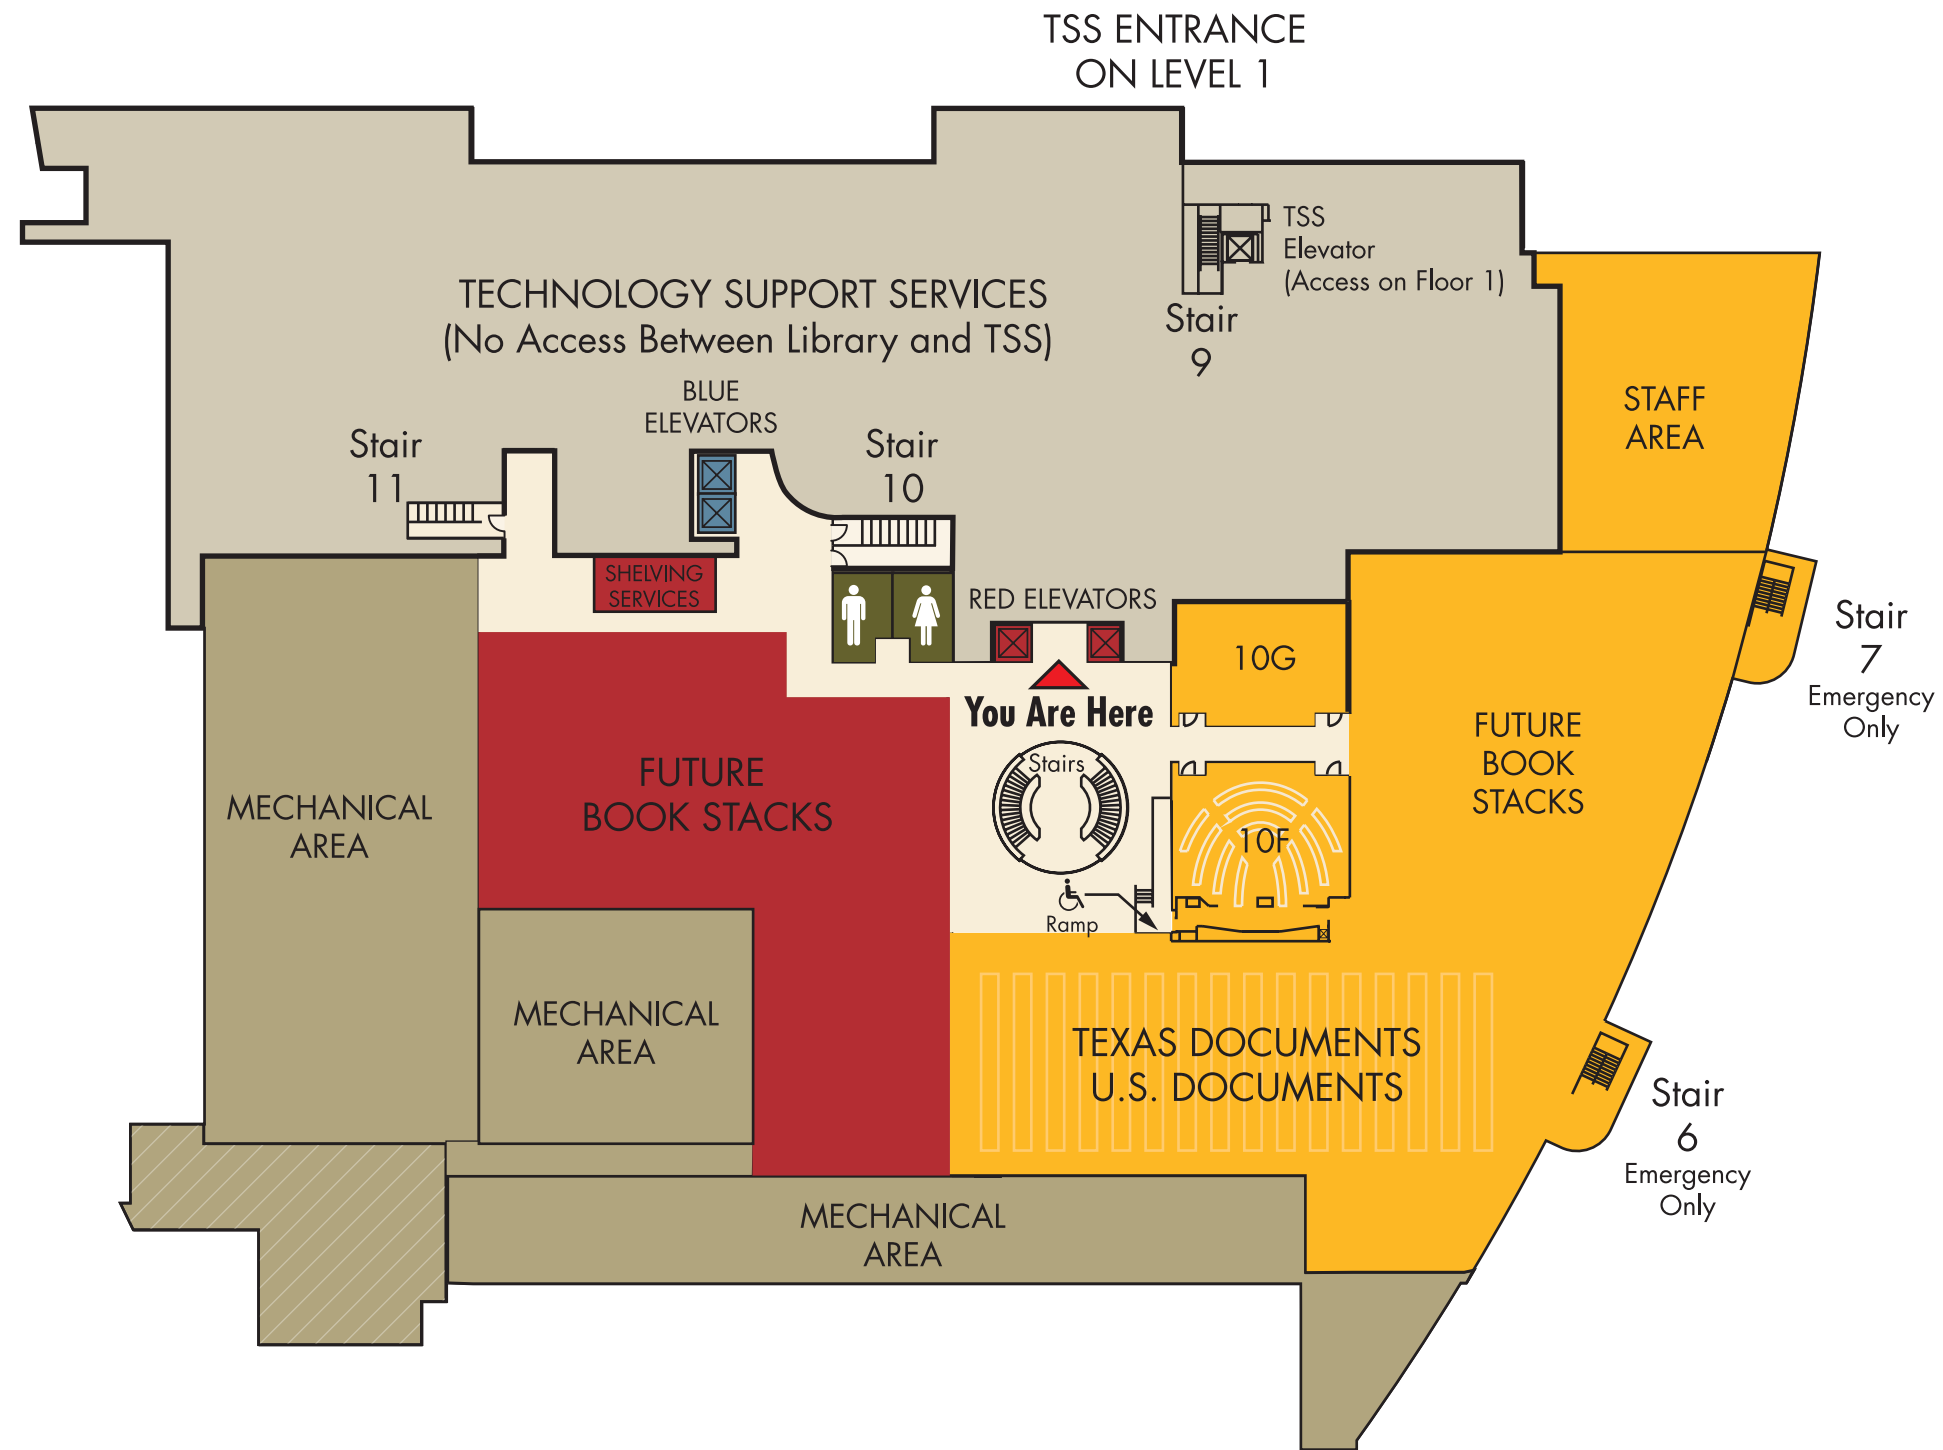 TSS ENTRANCE
ON LEVEL 1
TSS
Elevator
(Access on Floor 1)
TECHNOLOGY SUPPORT SERVICES
(No Access Between Library and TSS)
Stair
9
BLUE
ELEVATORS
STAFF
AREA
Stair
11
Stair
10
SHELVING
SERVICES
RED ELEVATORS
Stair
7
Emergency
Only
10G
You Are Here
FUTURE
BOOK
STACKS
Stairs
FUTURE
BOOK STACKS
MECHANICAL
AREA
10F
Ramp
MECHANICAL
AREA
TEXAS DOCUMENTS
U.S. DOCUMENTS
Stair
6
Emergency
Only
MECHANICAL
AREA